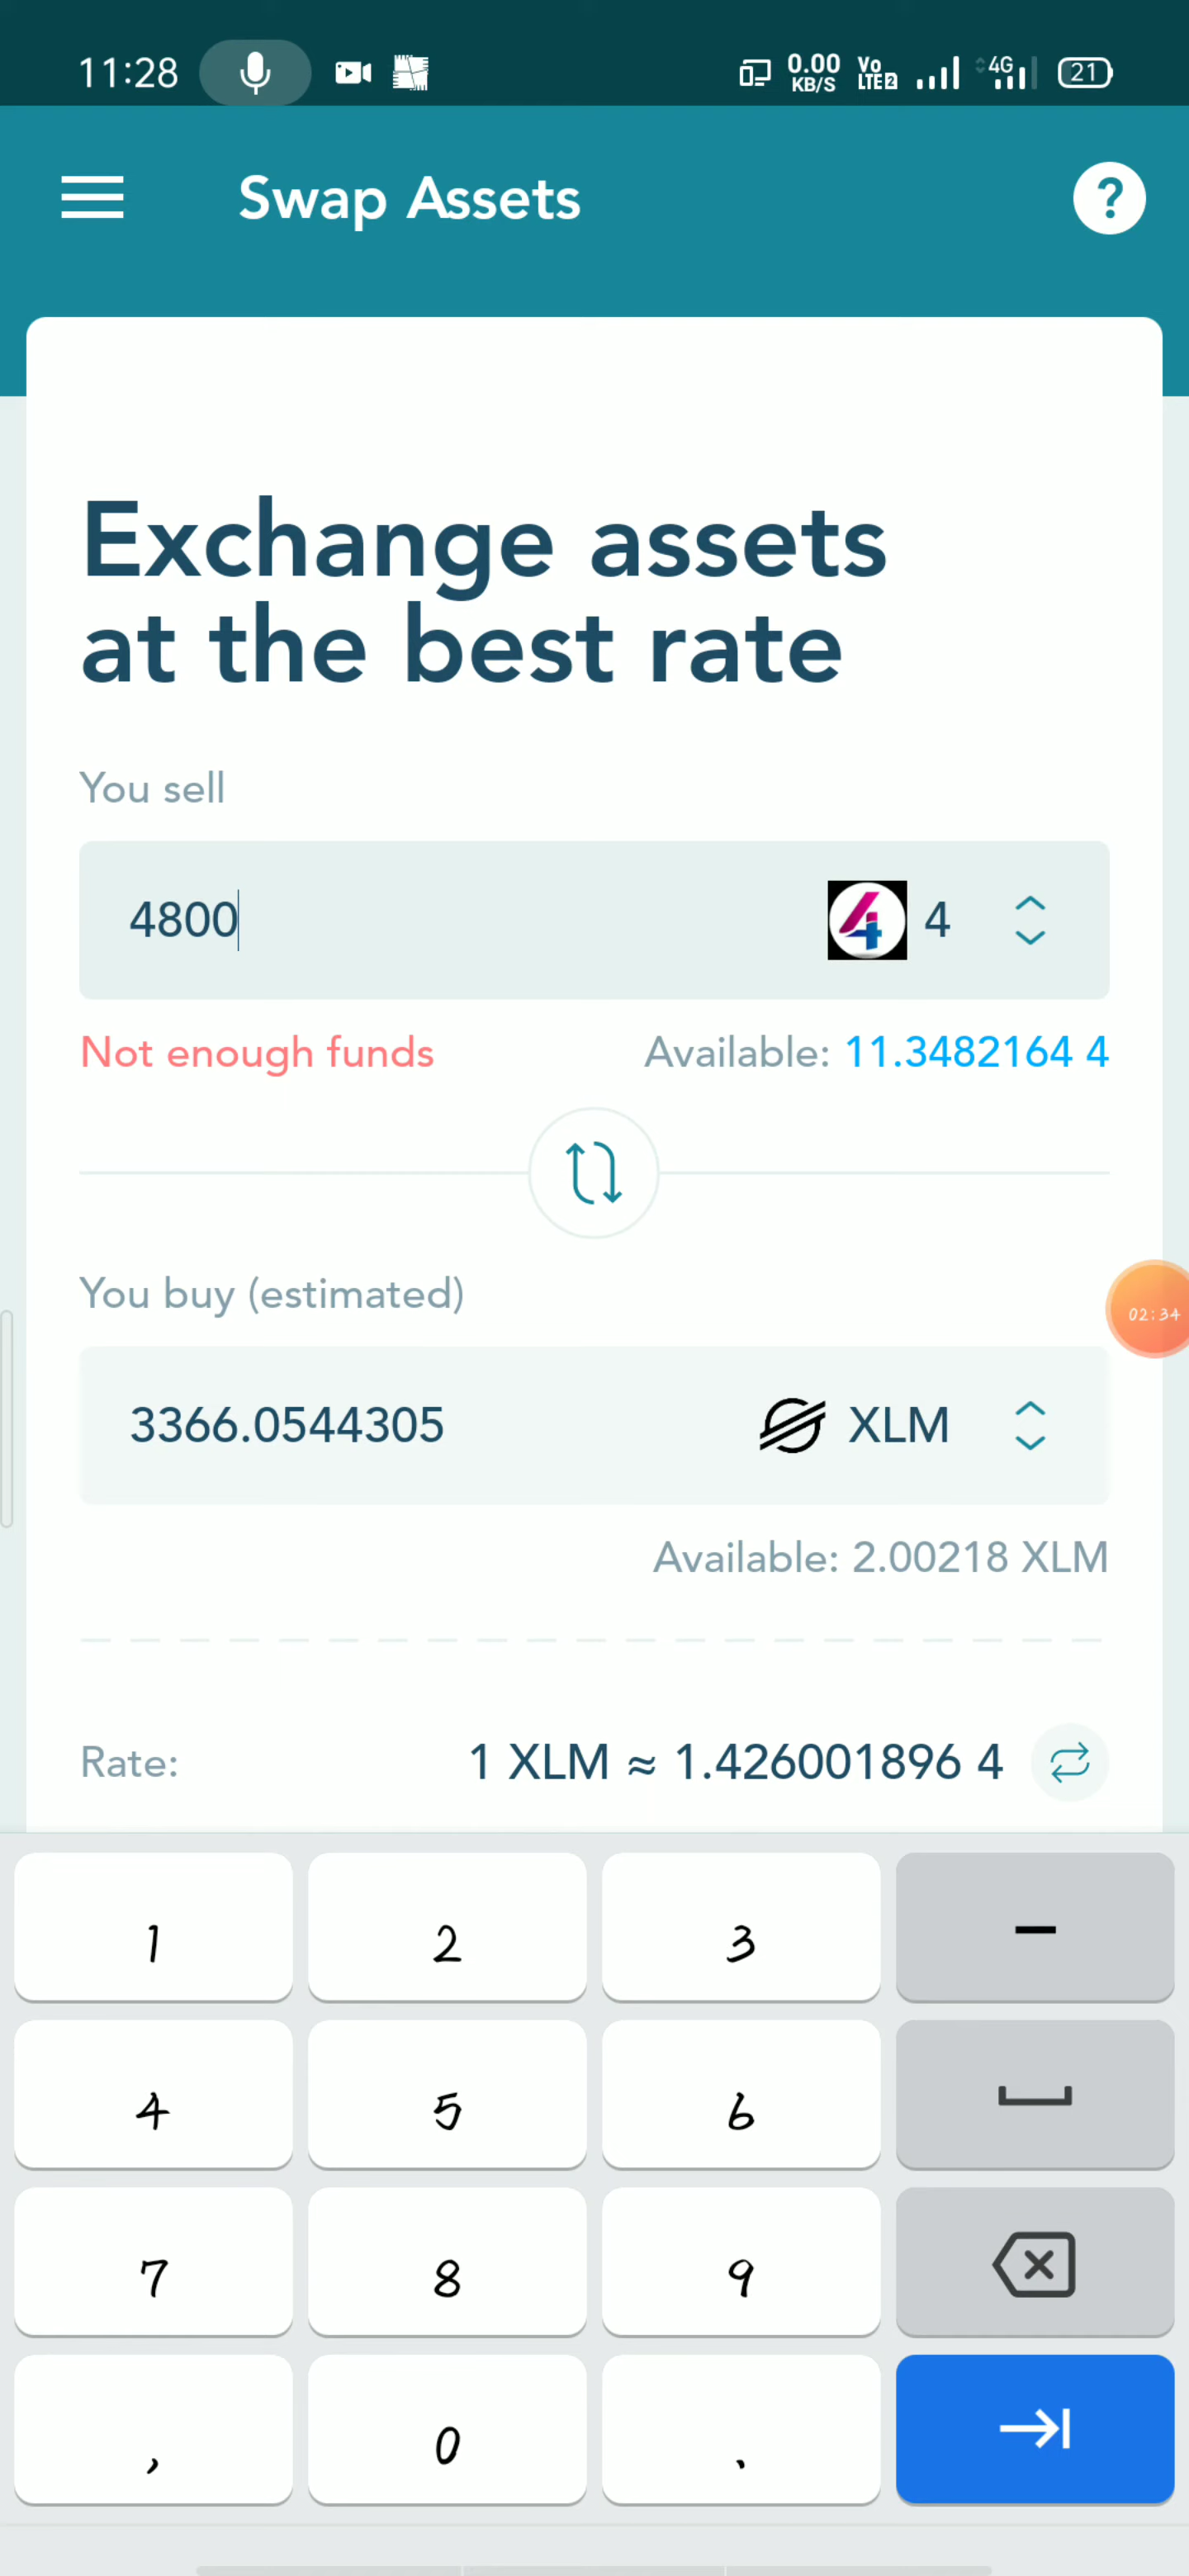 11:28 0.00 KB/S Vo LTE2 4G 21
Swap Assets ?
Exchange assets
at the best rate
You sell
4800 4 4
Not enough funds Available: 11.3482164 4
You buy (estimated)
02:34
3366.0544305 XLM
Available: 2.00218 XLM
Rate: 1 XLM ≈ 1.426001896 4
1 2 3 –
4 5 6
7 8 9
, 0 .